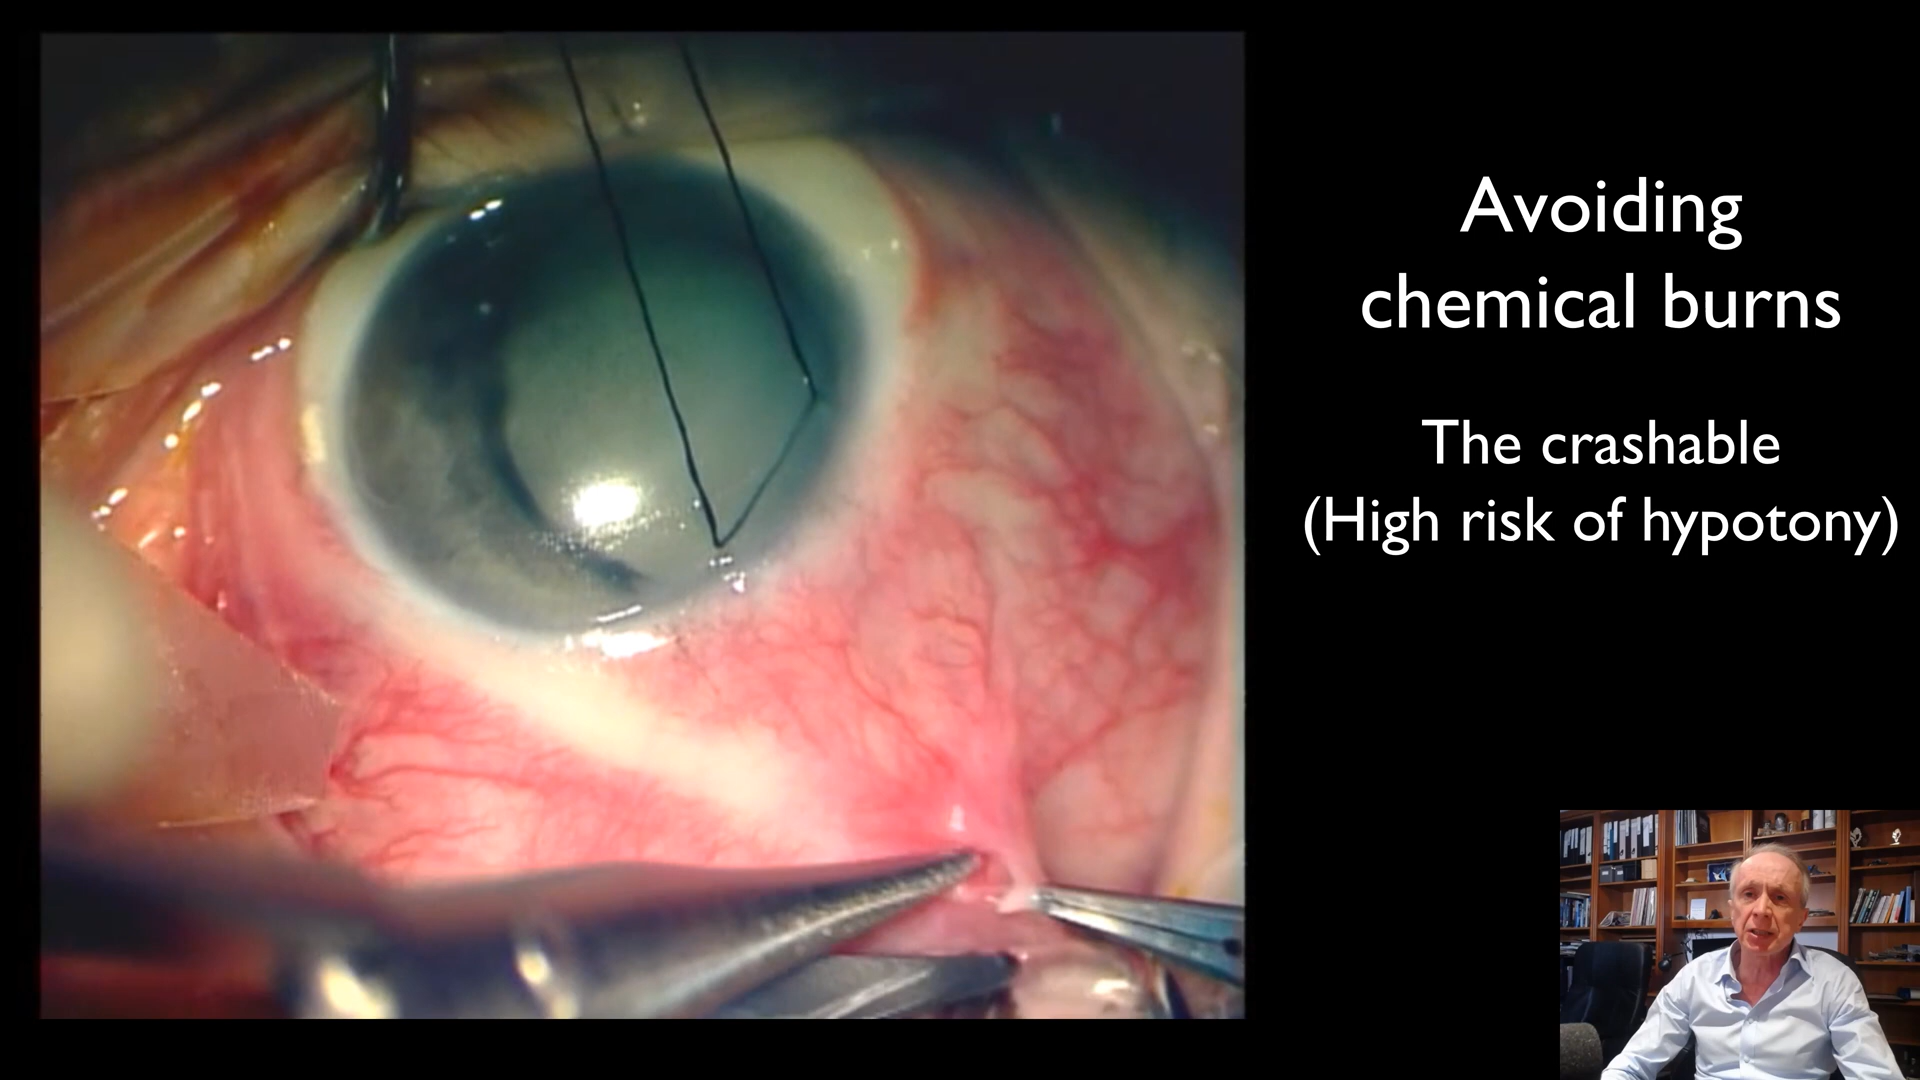 Avoiding
chemical burns
The crashable
(High risk of hypotony)